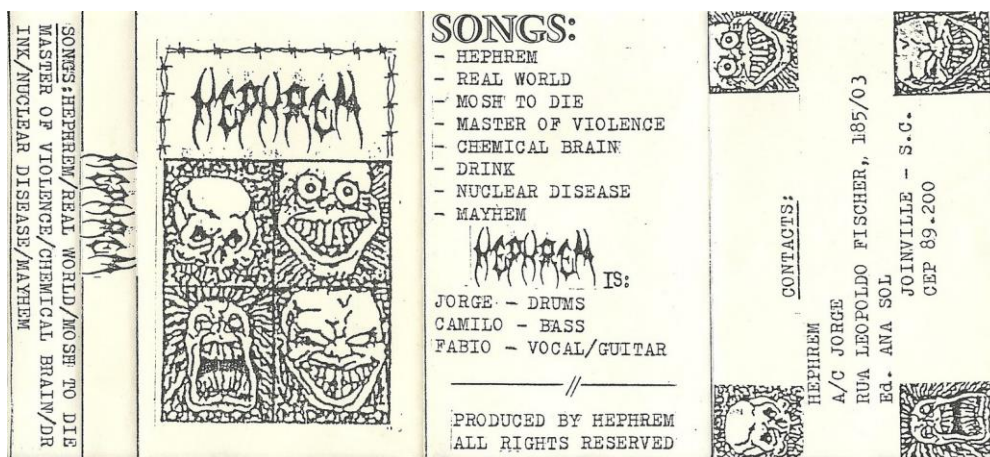 SONGS:HEPHREM/REAL WORLD/MOSH TO DIE
MASTER OF VIOLENCE/CHEMICAL BRAIN/DR
INK/NUCLEAR DISEASE/MAYHEM
HEPHREM
HEPHREM
SONGS:
- HEPHREM
- REAL WORLD
- MOSH TO DIE
- MASTER OF VIOLENCE
- CHEMICAL BRAIN
- DRINK
- NUCLEAR DISEASE
- MAYHEM
HEPHREM IS:
JORGE - DRUMS
CAMILO - BASS
FABIO - VOCAL/GUITAR
//
PRODUCED BY HEPHREM
ALL RIGHTS RESERVED
CONTACTS:
HEPHREM
A/C JORGE
RUA LEOPOLDO FISCHER,, 185/03
Ed. ANA SOL
JOINVILLE - S.C.
CEP 89.200